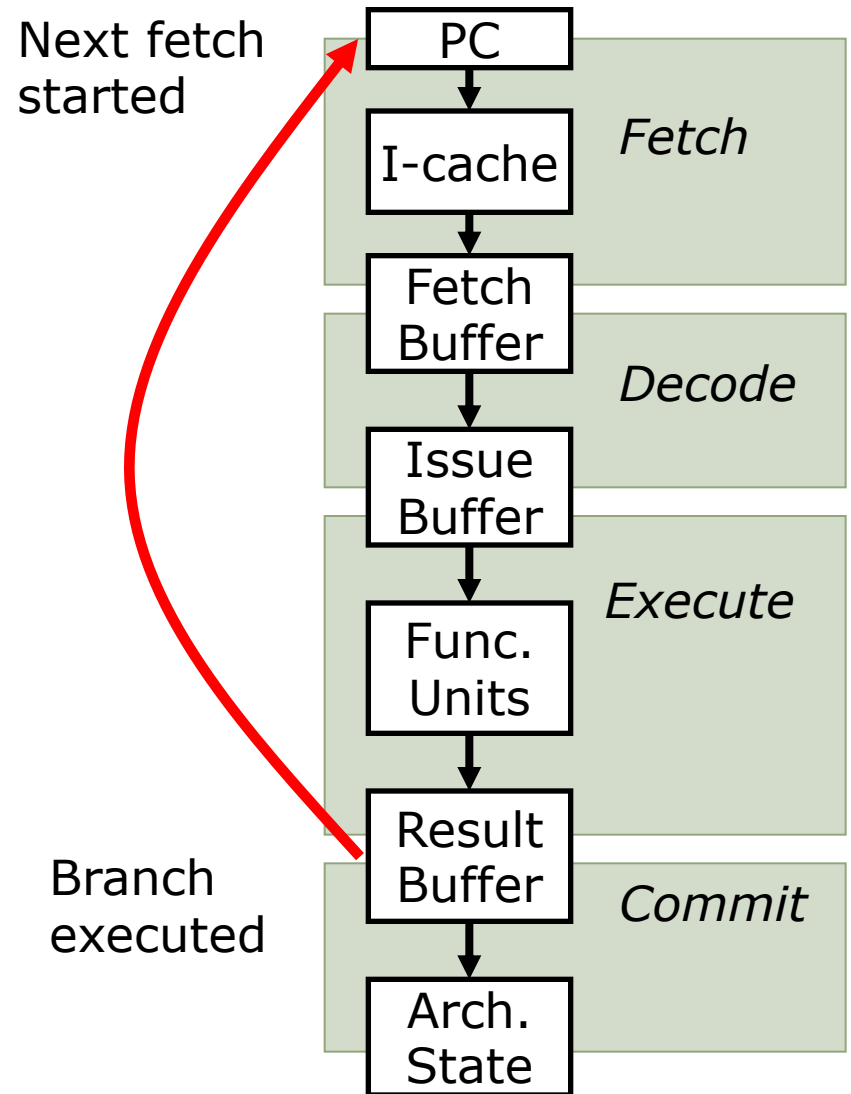 Next fetch
started
PC
Fetch
I-cache
Fetch
Buffer
Decode
Issue
Buffer
Execute
Func.
Units
Result
Buffer
Branch
executed
Commit
Arch.
State